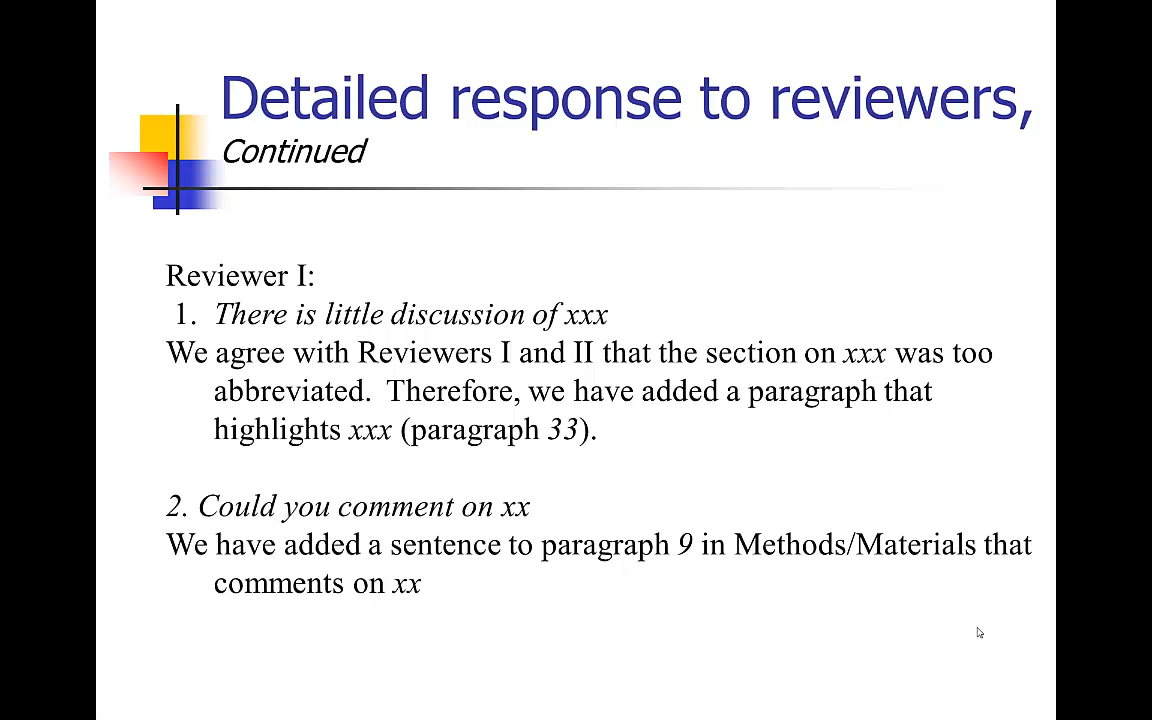 Detailed response to reviewers,
Continued
Reviewer I:
1. There is little discussion of xxx
We agree with Reviewers I and II that the section on xxx was too
abbreviated. Therefore, we have added a paragraph that
highlights xxx (paragraph 33).
2. Could you comment on xx
We have added a sentence to paragraph 9 in Methods/Materials that
comments on xx